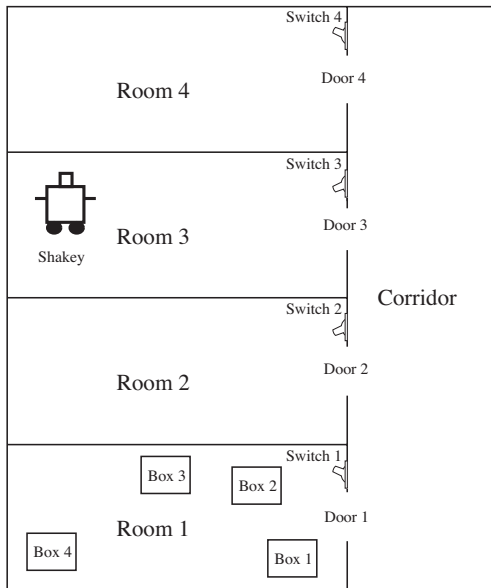 Switch 4
Door 4
Room 4
Switch 3
Room 3
Door 3
Shakey
Switch 2
Corridor
Door 2
Room 2
Switch 1
Box 3
Box 2
Door 1
Room 1
Box 4
Box 1